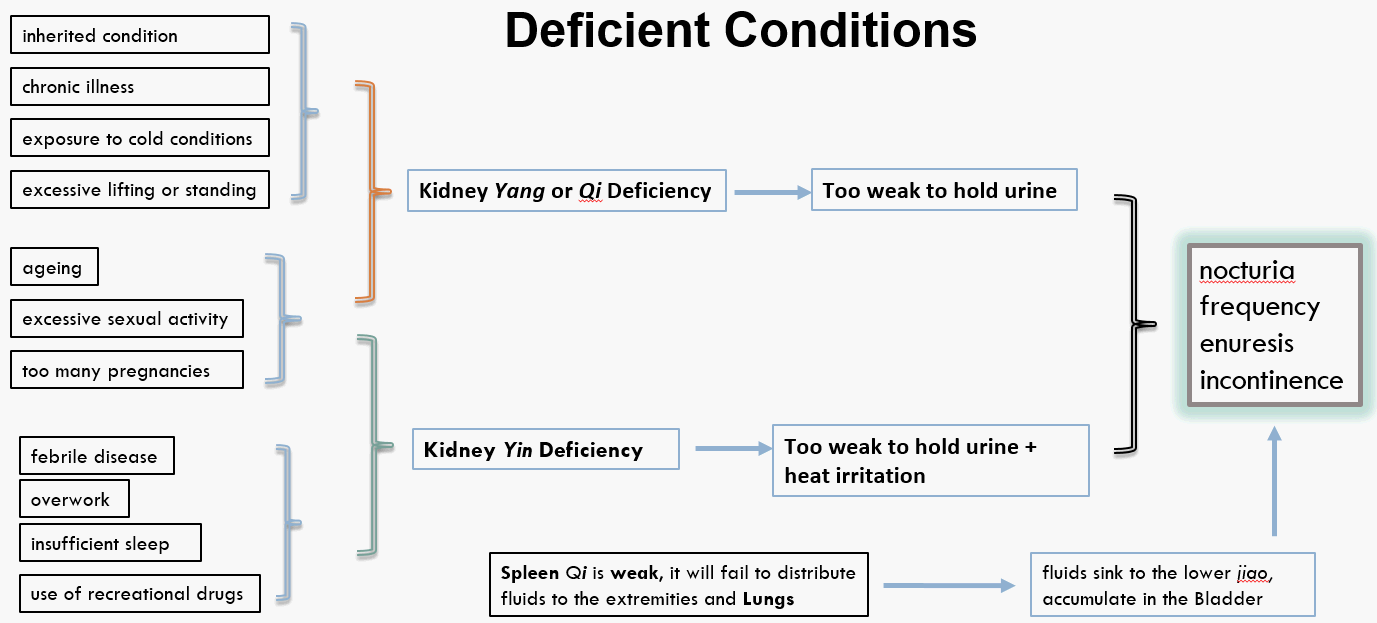 Deficient Conditions
inherited condition
chronic illness
exposure to cold conditions
excessive lifting or standing
Kidney Yang or Qi Deficiency
Too weak to hold urine
ageing
excessive sexual activity
too many pregnancies
nocturia
frequency
enuresis
incontinence
febrile disease
overwork
insufficient sleep
use of recreational drugs
Kidney Yin Deficiency
Too weak to hold urine +
heat irritation
Spleen Qi is weak, it will fail to distribute
fluids to the extremities and Lungs
fluids sink to the lower jiao,
accumulate in the Bladder